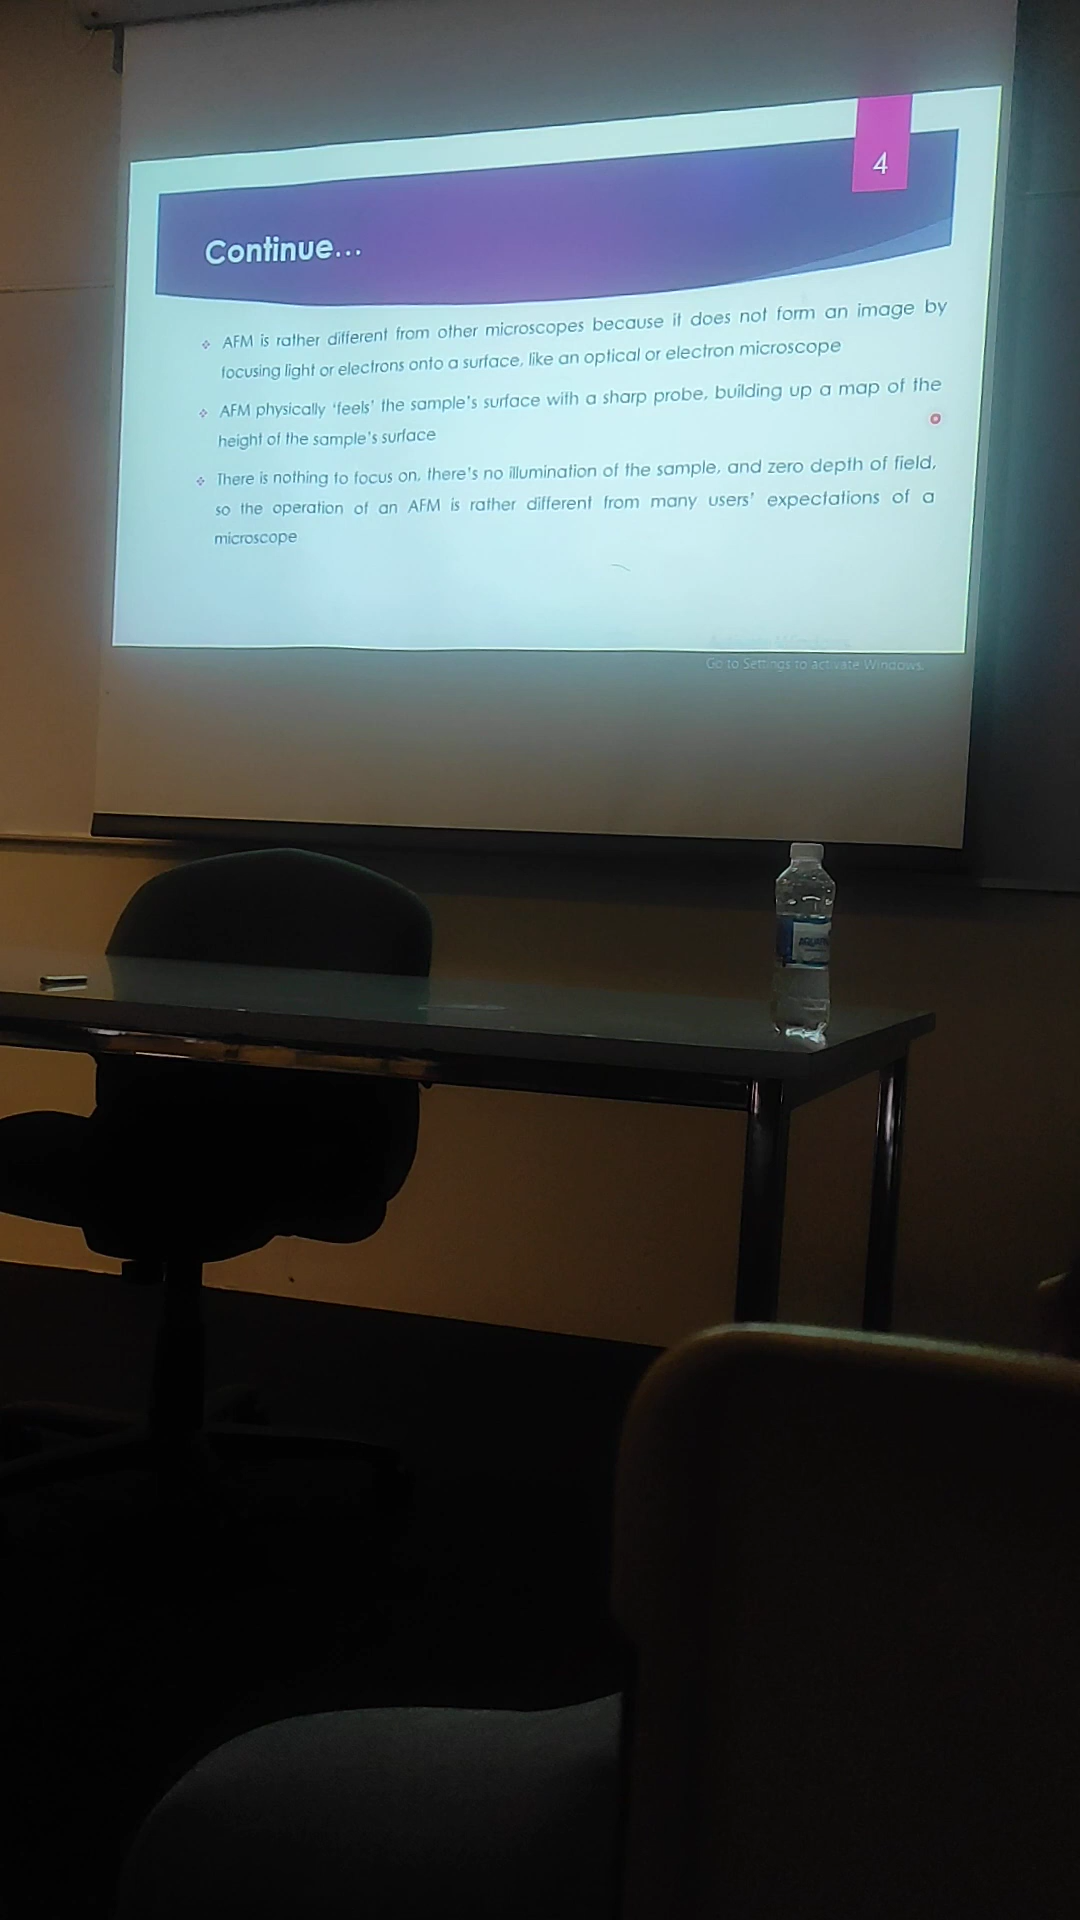 4
Continue...
AFM is rather different from other microscopes because it does not form an image by
focusing light or electrons onto a surface, like an optical or electron microscope
AFM physically 'feels' the sample's surface with a sharp probe, building up a map of the
height of the sample's surface
There is nothing to focus on, there's no illumination of the sample, and zero depth of field,
so the operation of an AFM is rather different from many users' expectations of a
microscope
Go to Settings to activate Windows.